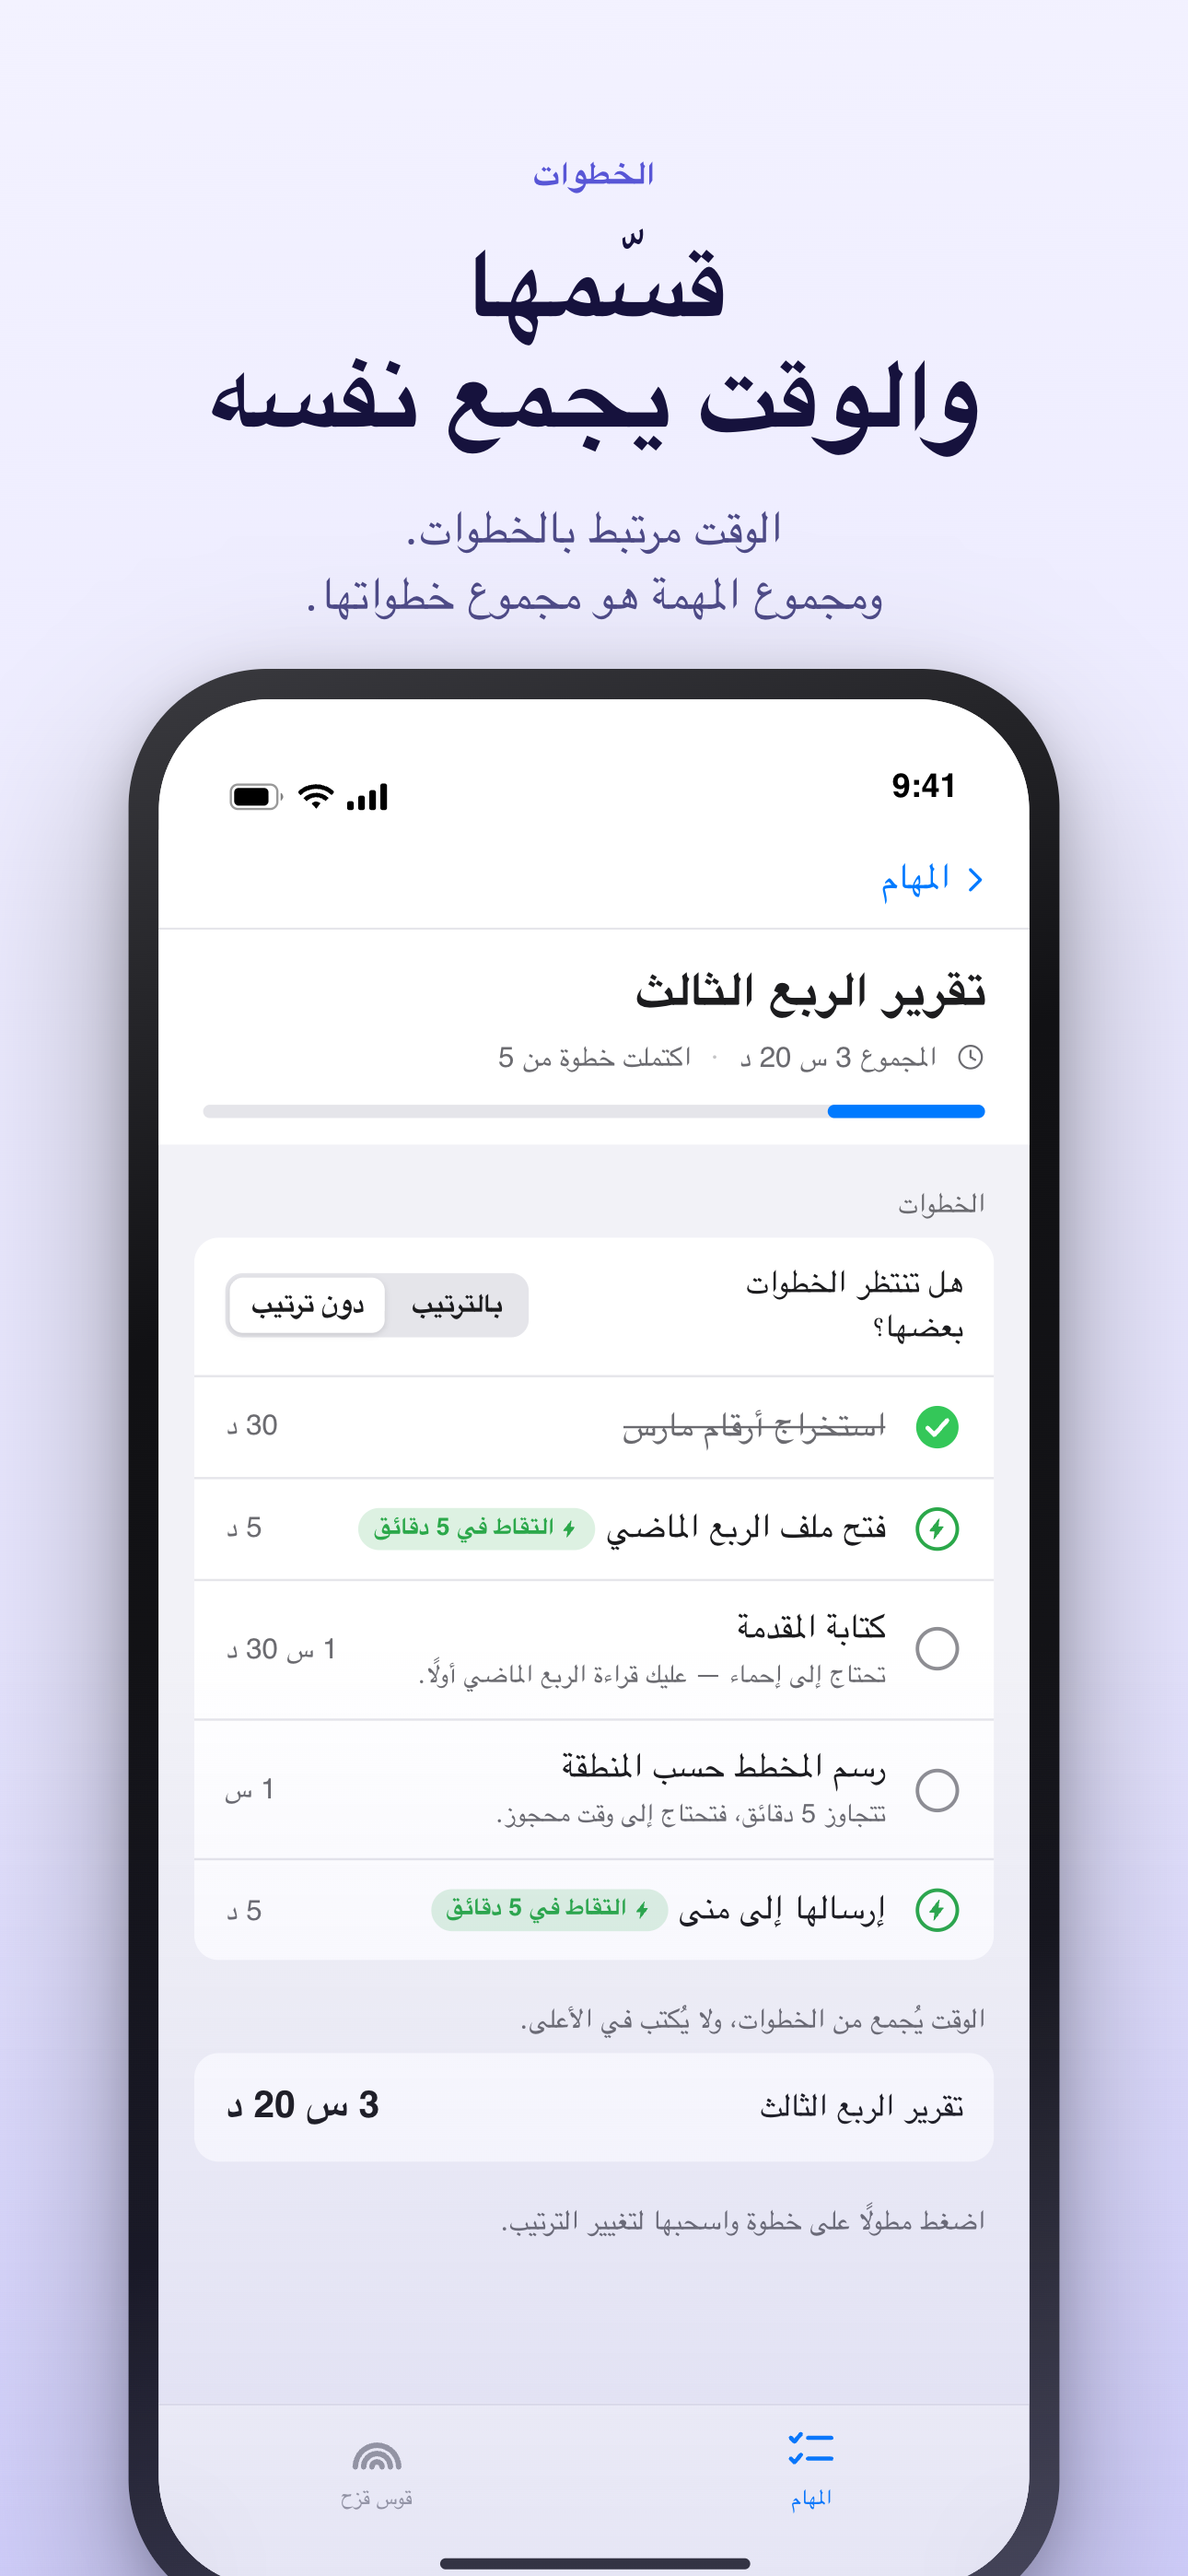 الخطوات
قسّمها
والوقت يجمع نفسه
الوقت مرتبط بالخطوات.
ومجموع المهمة هو مجموع خطواتها.
9:41
المهام
تقرير الربع الثالث
المجموع 3 س 20 د · اكتملت خطوة من 5
الخطوات
هل تنتظر الخطوات
بعضها؟
بالترتيب
دون ترتيب
استخراج أرقام مارس
30 د
فتح ملف الربع الماضي
التقاط في 5 دقائق
5 د
كتابة المقدمة
تحتاج إلى إحماء — عليك قراءة الربع الماضي أولًا.
1 س 30 د
رسم المخطط حسب المنطقة
تتجاوز 5 دقائق، فتحتاج إلى وقت محجوز.
1 س
إرسالها إلى منى
التقاط في 5 دقائق
5 د
الوقت يُجمع من الخطوات، ولا يُكتب في الأعلى.
تقرير الربع الثالث
3 س 20 د
اضغط مطولًا على خطوة واسحبها لتغيير الترتيب.
المهام
قوس قزح